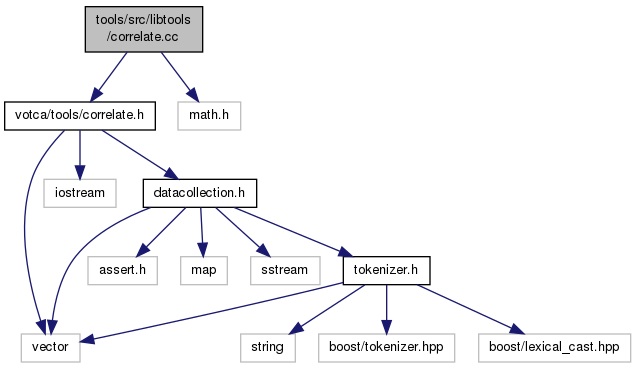 tools/src/libtools
/correlate.cc
votca/tools/correlate.h
math.h
iostream
datacollection.h
assert.h
map
sstream
tokenizer.h
vector
string
boost/tokenizer.hpp
boost/lexical_cast.hpp